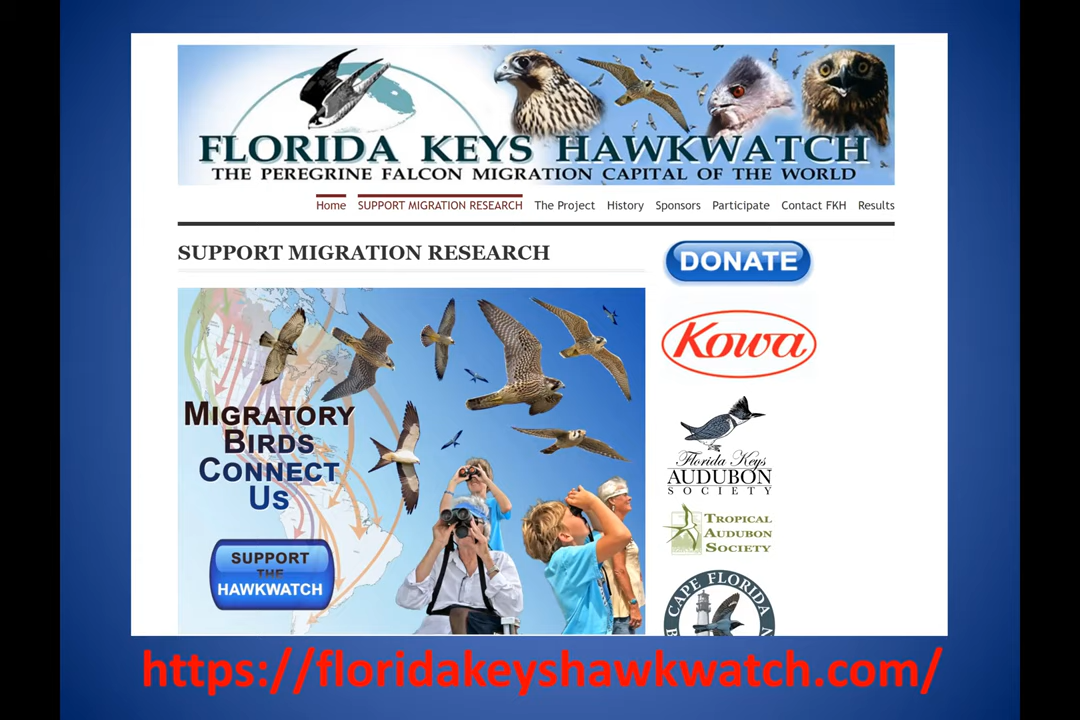 FLORIDA KEYS HAWKWATCH
THE PEREGRINE FALCON MIGRATION CAPITAL OF THE WORLD
Home SUPPORT MIGRATION RESEARCH The Project History Sponsors Participate Contact FKH Results
SUPPORT MIGRATION RESEARCH
DONATE
Kowa
MIGRATORY
BIRDS
CONNECT
US
SUPPORT
THE
HAWKWATCH
Florida Keys
AUDUBON
SOCIETY
TROPICAL
AUDUBON
SOCIETY
CAPE FLORIDA
https://floridakeyshawkwatch.com/